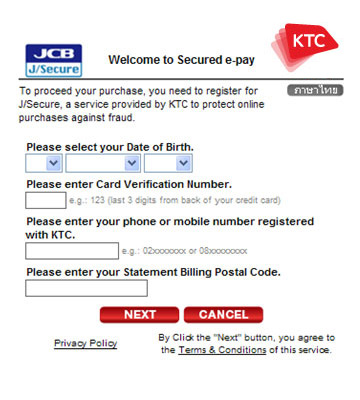 JCB
J/Secure
Welcome to Secured e-pay
KTC
To proceed your purchase, you need to register for
J/Secure, a service provided by KTC to protect online
purchases against fraud.
ภาษาไทย
Please select your Date of Birth.
Please enter Card Verification Number.
e.g.: 123 (last 3 digits from back of your credit card)
Please enter your phone or mobile number registered
with KTC.
e.g.: 02xxxxxxx or 08xxxxxxxx
Please enter your Statement Billing Postal Code.
NEXT
CANCEL
Privacy Policy
By Click the "Next" button, you agree to
the Terms & Conditions of this service.